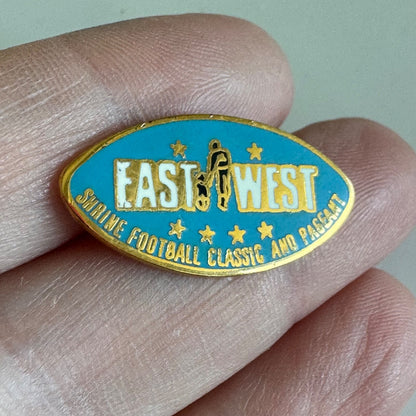 EAST WEST
SHRINE FOOTBALL CLASSIC AND PAGEANT